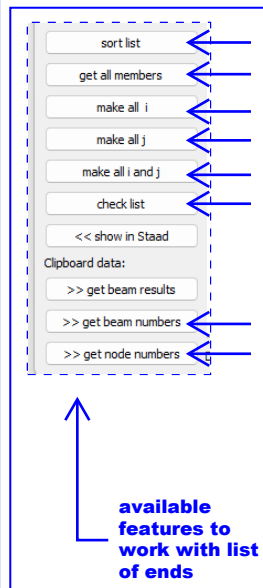 sort list
get all members
make all i
make all j
make all i and j
check list
<< show in Staad
Clipboard data:
>> get beam results
>> get beam numbers
>> get node numbers
available
features to
work with list
of ends